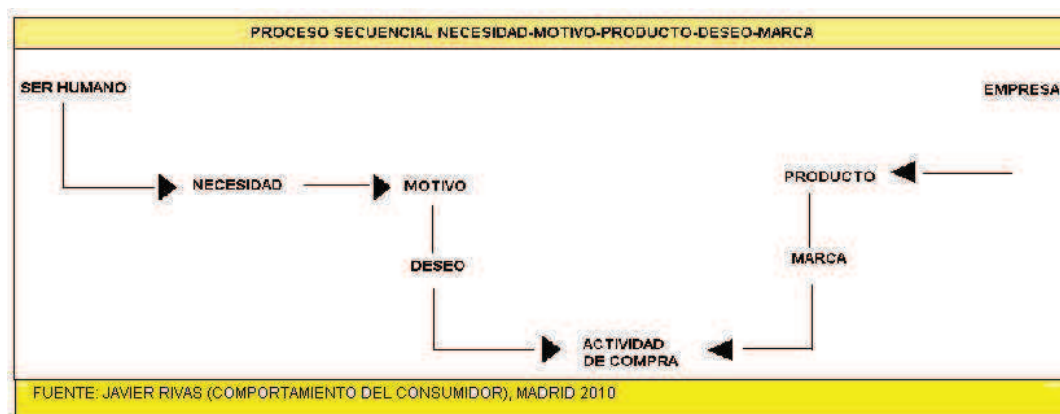 PROCESO SECUENCIAL NECESIDAD-MOTIVO-PRODUCTO-DESEO-MARCA
SER HUMANO
EMPRESA
NECESIDAD
MOTIVO
PRODUCTO
DESEO
MARCA
ACTIVIDAD
DE COMPRA
FUENTE: JAVIER RIVAS (COMPORTAMIENTO DEL CONSUMIDOR), MADRID 2010